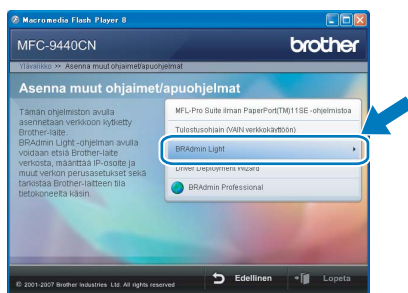 Macromedia Flash Player 8
MFC-9440CN
brother
Ylävalikko >> Asenna muut ohjaimet/apuohjelmat
Asenna muut ohjaimet/apuohjelmat
Tämän ohjelmiston avulla
asennetaan verkkoon kytketty
Brother-laite.
BRAdmin Light -ohjelman avulla
voidaan etsiä Brother-laite
verkosta, määrittää IP-osoite ja
muut verkon perusasetukset sekä
tarkistaa Brother-laitteen tila
tietokoneelta käsin.
MFL-Pro Suite ilman PaperPort(TM)11SE -ohjelmistoa
Tulostusohjain (VAIN verkkokäyttöön)
BRAdmin Light
Driver Deployment Wizard
BRAdmin Professional
© 2001-2007 Brother Industries Ltd. All rights reserved
Edellinen
Lopeta